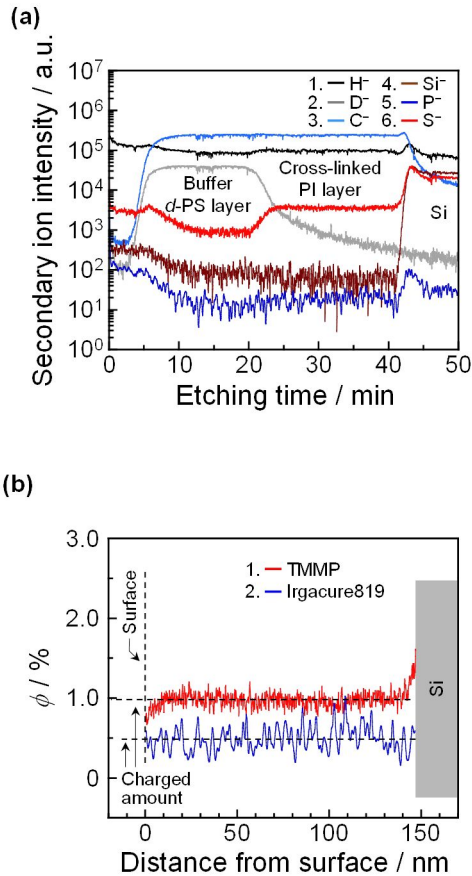 (a)
Secondary ion intensity / a.u.
10⁷
10⁶
10⁵
10⁴
10³
10²
10¹
10⁰
1. H⁻
2. D⁻
3. C⁻
4. Si⁻
5. P⁻
6. S⁻
Buffer
d-PS layer
Cross-linked
PI layer
Si
0 10 20 30 40 50
Etching time / min
(b)
ϕ / %
3.0
2.0
1.0
0
Surface
1. TMMP
2. Irgacure819
Charged
amount
Si
0 50 100 150
Distance from surface / nm